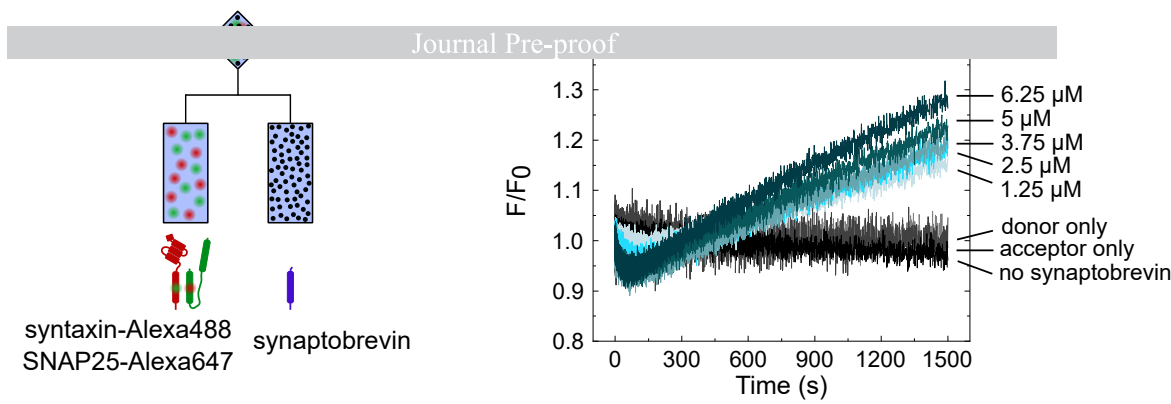 Journal Pre-proof
syntaxin-Alexa488
SNAP25-Alexa647
synaptobrevin
F/F0
1.3
1.2
1.1
1.0
0.9
0.8
0 300 600 900 1200 1500
Time (s)
6.25 µM
5 µM
3.75 µM
2.5 µM
1.25 µM
donor only
acceptor only
no synaptobrevin